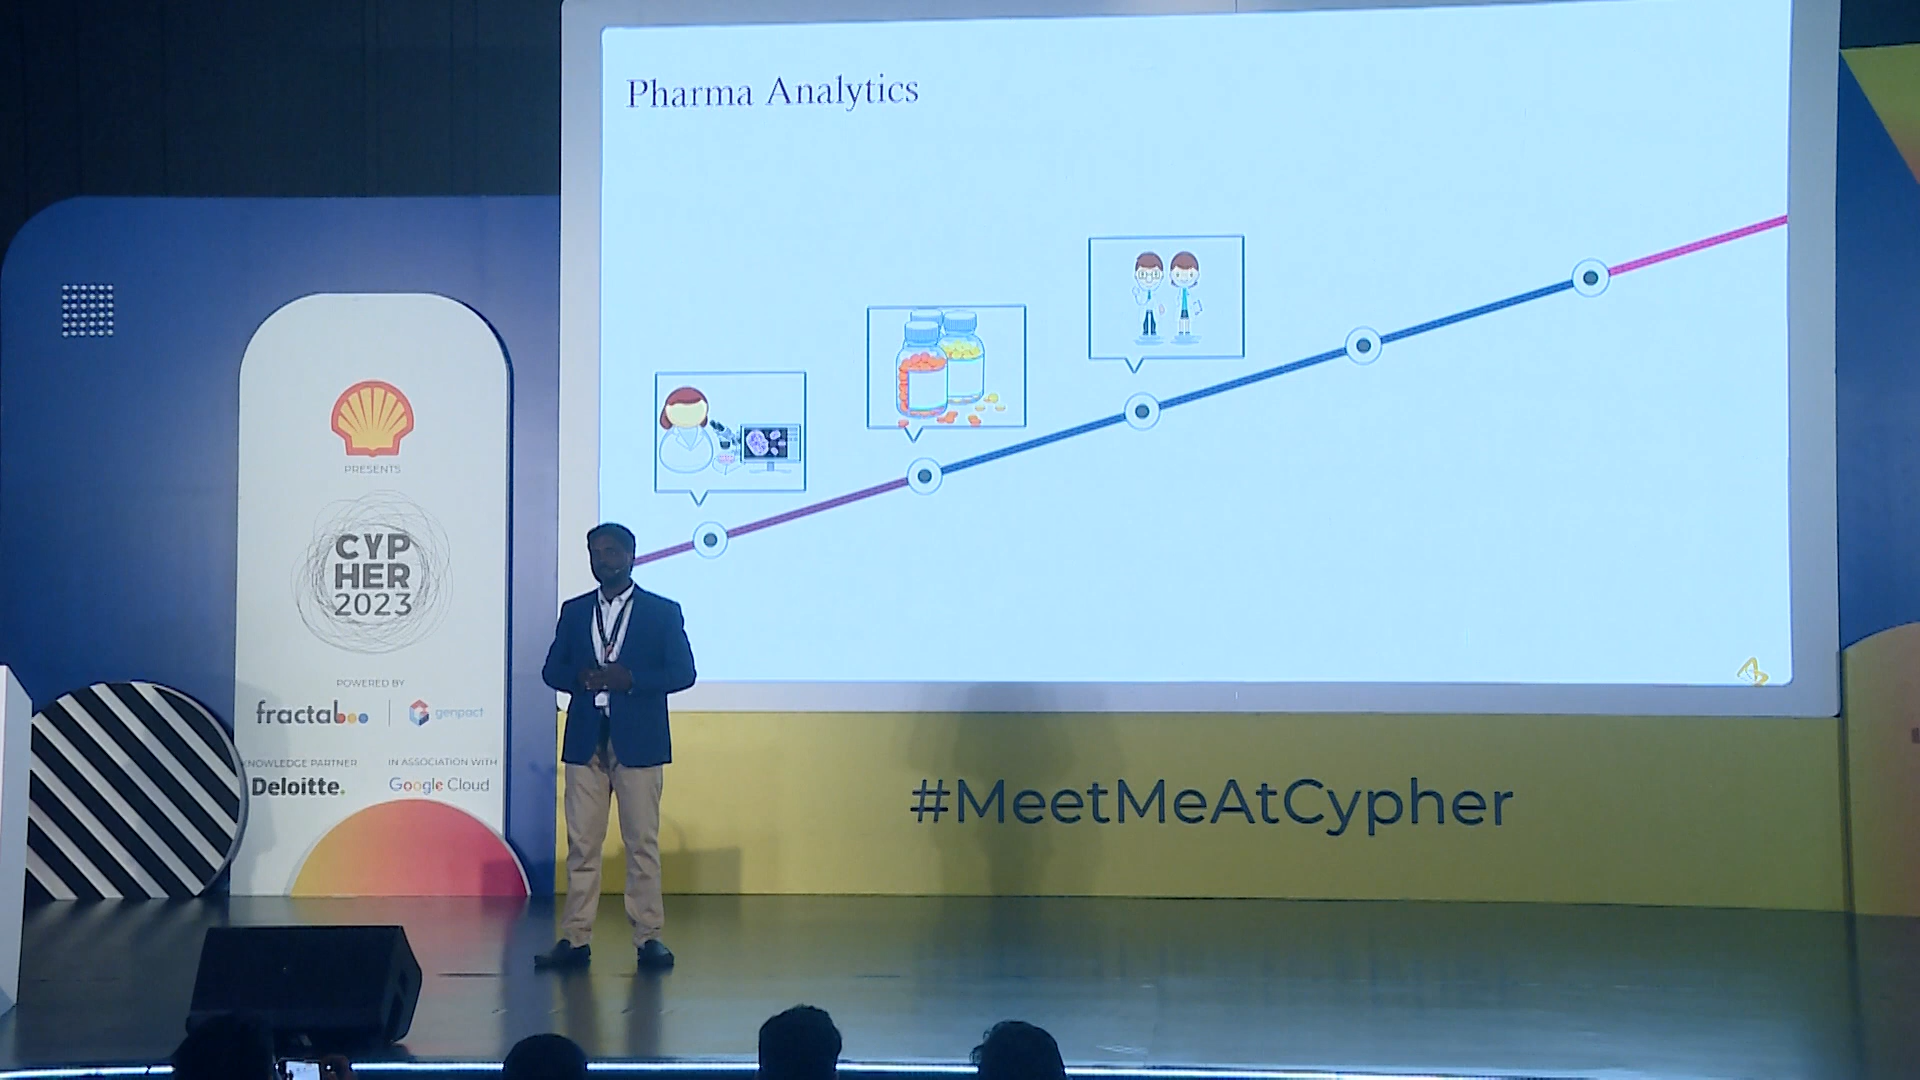 Pharma Analytics
PRESENTS
CYP
HER
2023
POWERED BY
fractal
genpact
KNOWLEDGE PARTNER
IN ASSOCIATION WITH
Deloitte.
Google Cloud
#MeetMeAtCypher